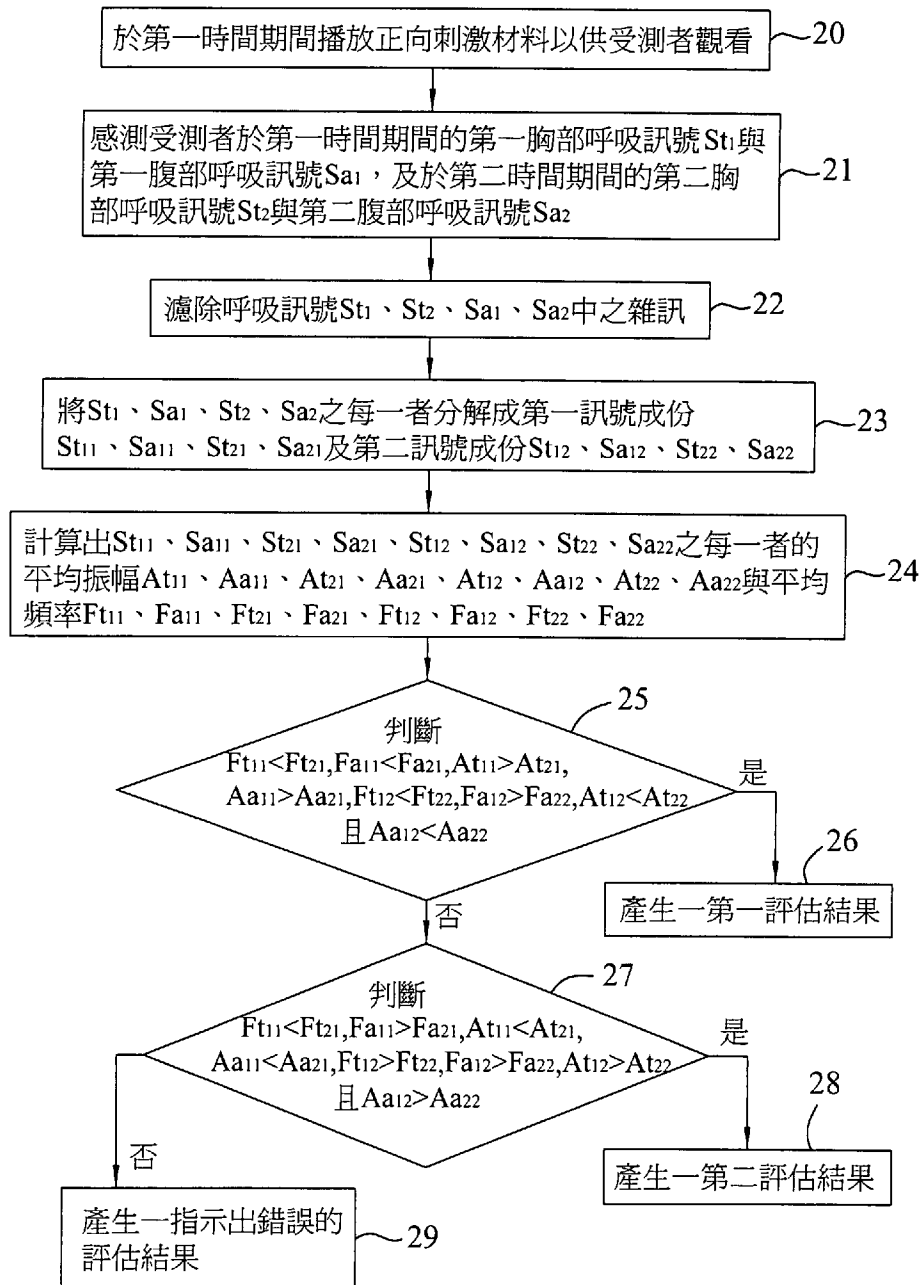 於第一時間期間播放正向刺激材料以供受測者觀看
20
感測受測者於第一時間期間的第一胸部呼吸訊號St1與
第一腹部呼吸訊號Sa1，及於第二時間期間的第二胸
部呼吸訊號St2與第二腹部呼吸訊號Sa2
21
濾除呼吸訊號St1、St2、Sa1、Sa2中之雜訊
22
將St1、Sa1、St2、Sa2之每一者分解成第一訊號成份
St11、Sa11、St21、Sa21及第二訊號成份St12、Sa12、St22、Sa22
23
計算出St11、Sa11、St21、Sa21、St12、Sa12、St22、Sa22之每一者的
平均振幅At11、Aa11、At21、Aa21、At12、Aa12、At22、Aa22與平均
頻率Ft11、Fa11、Ft21、Fa21、Ft12、Fa12、Ft22、Fa22
24
25
判斷
Ft11<Ft21,Fa11<Fa21,At11>At21,
Aa11>Aa21,Ft12<Ft22,Fa12>Fa22,At12<At22
且Aa12<Aa22
是
26
產生一第一評估結果
否
27
判斷
Ft11<Ft21,Fa11>Fa21,At11<At21,
Aa11<Aa21,Ft12>Ft22,Fa12>Fa22,At12>At22
且Aa12>Aa22
是
28
產生一第二評估結果
否
產生一指示出錯誤的
評估結果
29